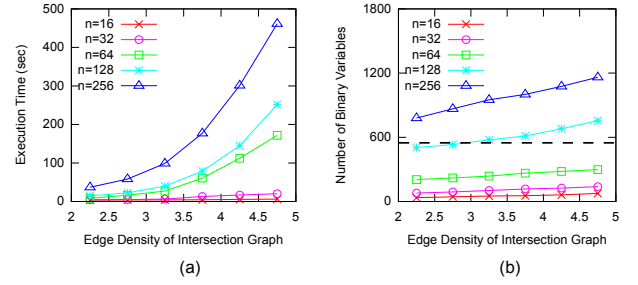 500
400
300
200
100
0
2 2.5 3 3.5 4 4.5 5
Execution Time (sec)
Edge Density of Intersection Graph
n=16
n=32
n=64
n=128
n=256
(a)
1800
1200
600
0
2 2.5 3 3.5 4 4.5 5
Number of Binary Variables
Edge Density of Intersection Graph
n=16
n=32
n=64
n=128
n=256
(b)